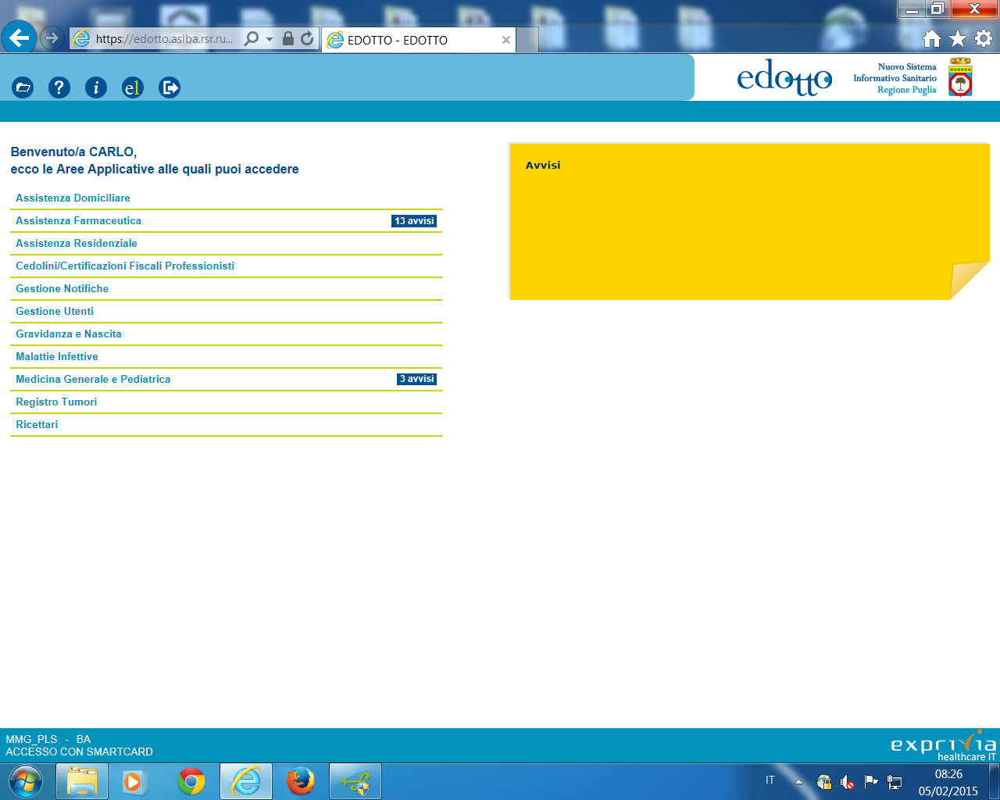 https://edotto.aslba.rsr.ru...
EDOTTO - EDOTTO
?
i
el
edotto
Nuovo Sistema
Informativo Sanitario
Regione Puglia
Benvenuto/a CARLO,
ecco le Aree Applicative alle quali puoi accedere
Assistenza Domiciliare
Assistenza Farmaceutica 13 avvisi
Assistenza Residenziale
Cedolini/Certificazioni Fiscali Professionisti
Gestione Notifiche
Gestione Utenti
Gravidanza e Nascita
Malattie Infettive
Medicina Generale e Pediatrica 3 avvisi
Registro Tumori
Ricettari
Avvisi
MMG_PLS - BA
ACCESSO CON SMARTCARD
exprivia
healthcare IT
IT
08:26
05/02/2015